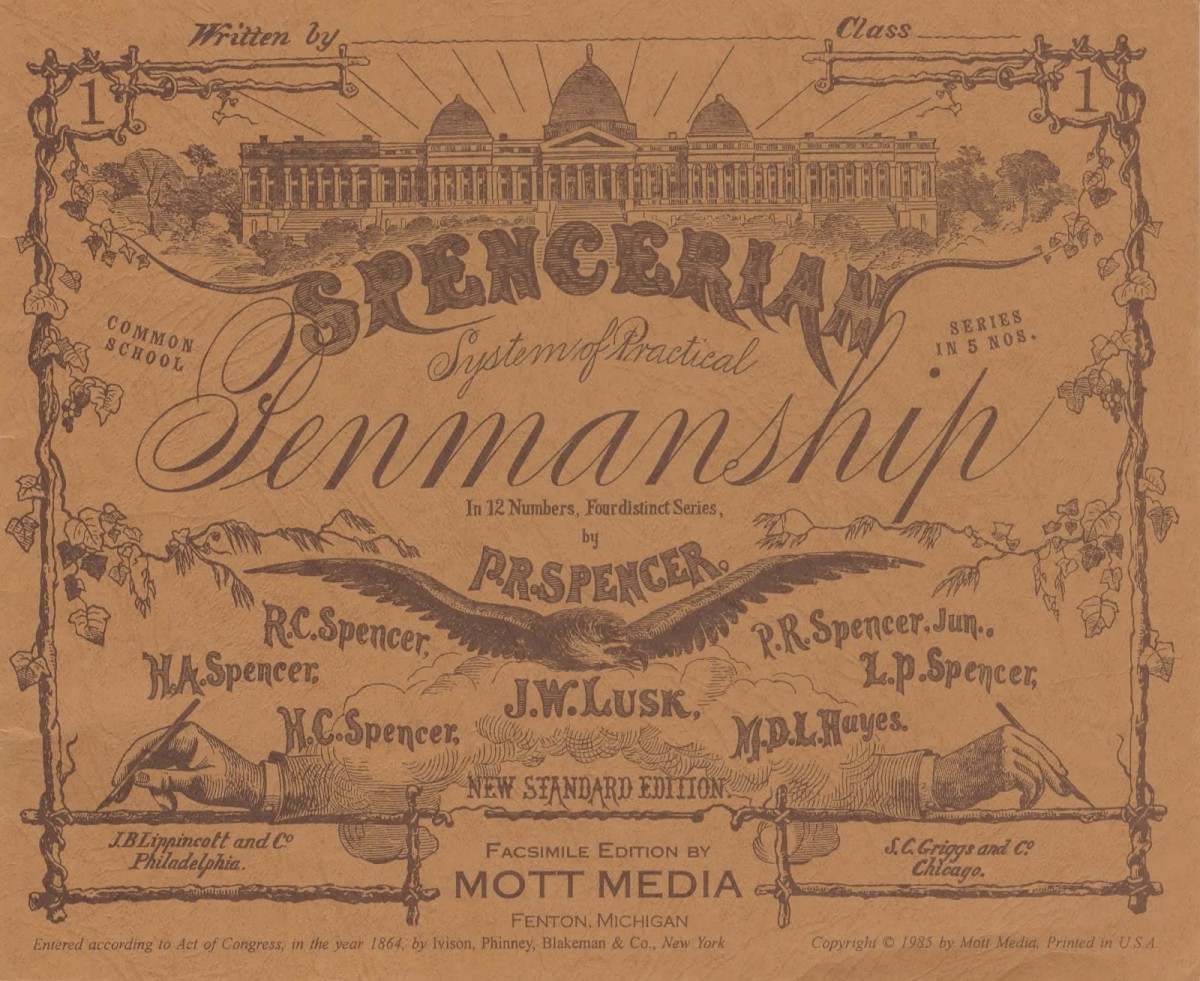 Written by
Class
1
1
SPENCERIAN
COMMON
SCHOOL
SERIES
IN 5 NOS.
System of Practical
Penmanship
In 12 Numbers, Four distinct Series,
by
P.R. SPENCER,
R.C. Spencer,
P.R. Spencer, Jun.,
H.A. Spencer,
L.P. Spencer,
J.W. LUSK,
H.C. Spencer,
M.D.L. Hayes.
NEW STANDARD EDITION
J.B Lippincott and Co
Philadelphia.
S.C. Griggs and Co
Chicago.
FACSIMILE EDITION BY
MOTT MEDIA
FENTON, MICHIGAN
Entered according to Act of Congress, in the year 1864, by Ivison, Phinney, Blakeman & Co., New York
Copyright © 1985 by Mott Media, Printed in U.S.A.